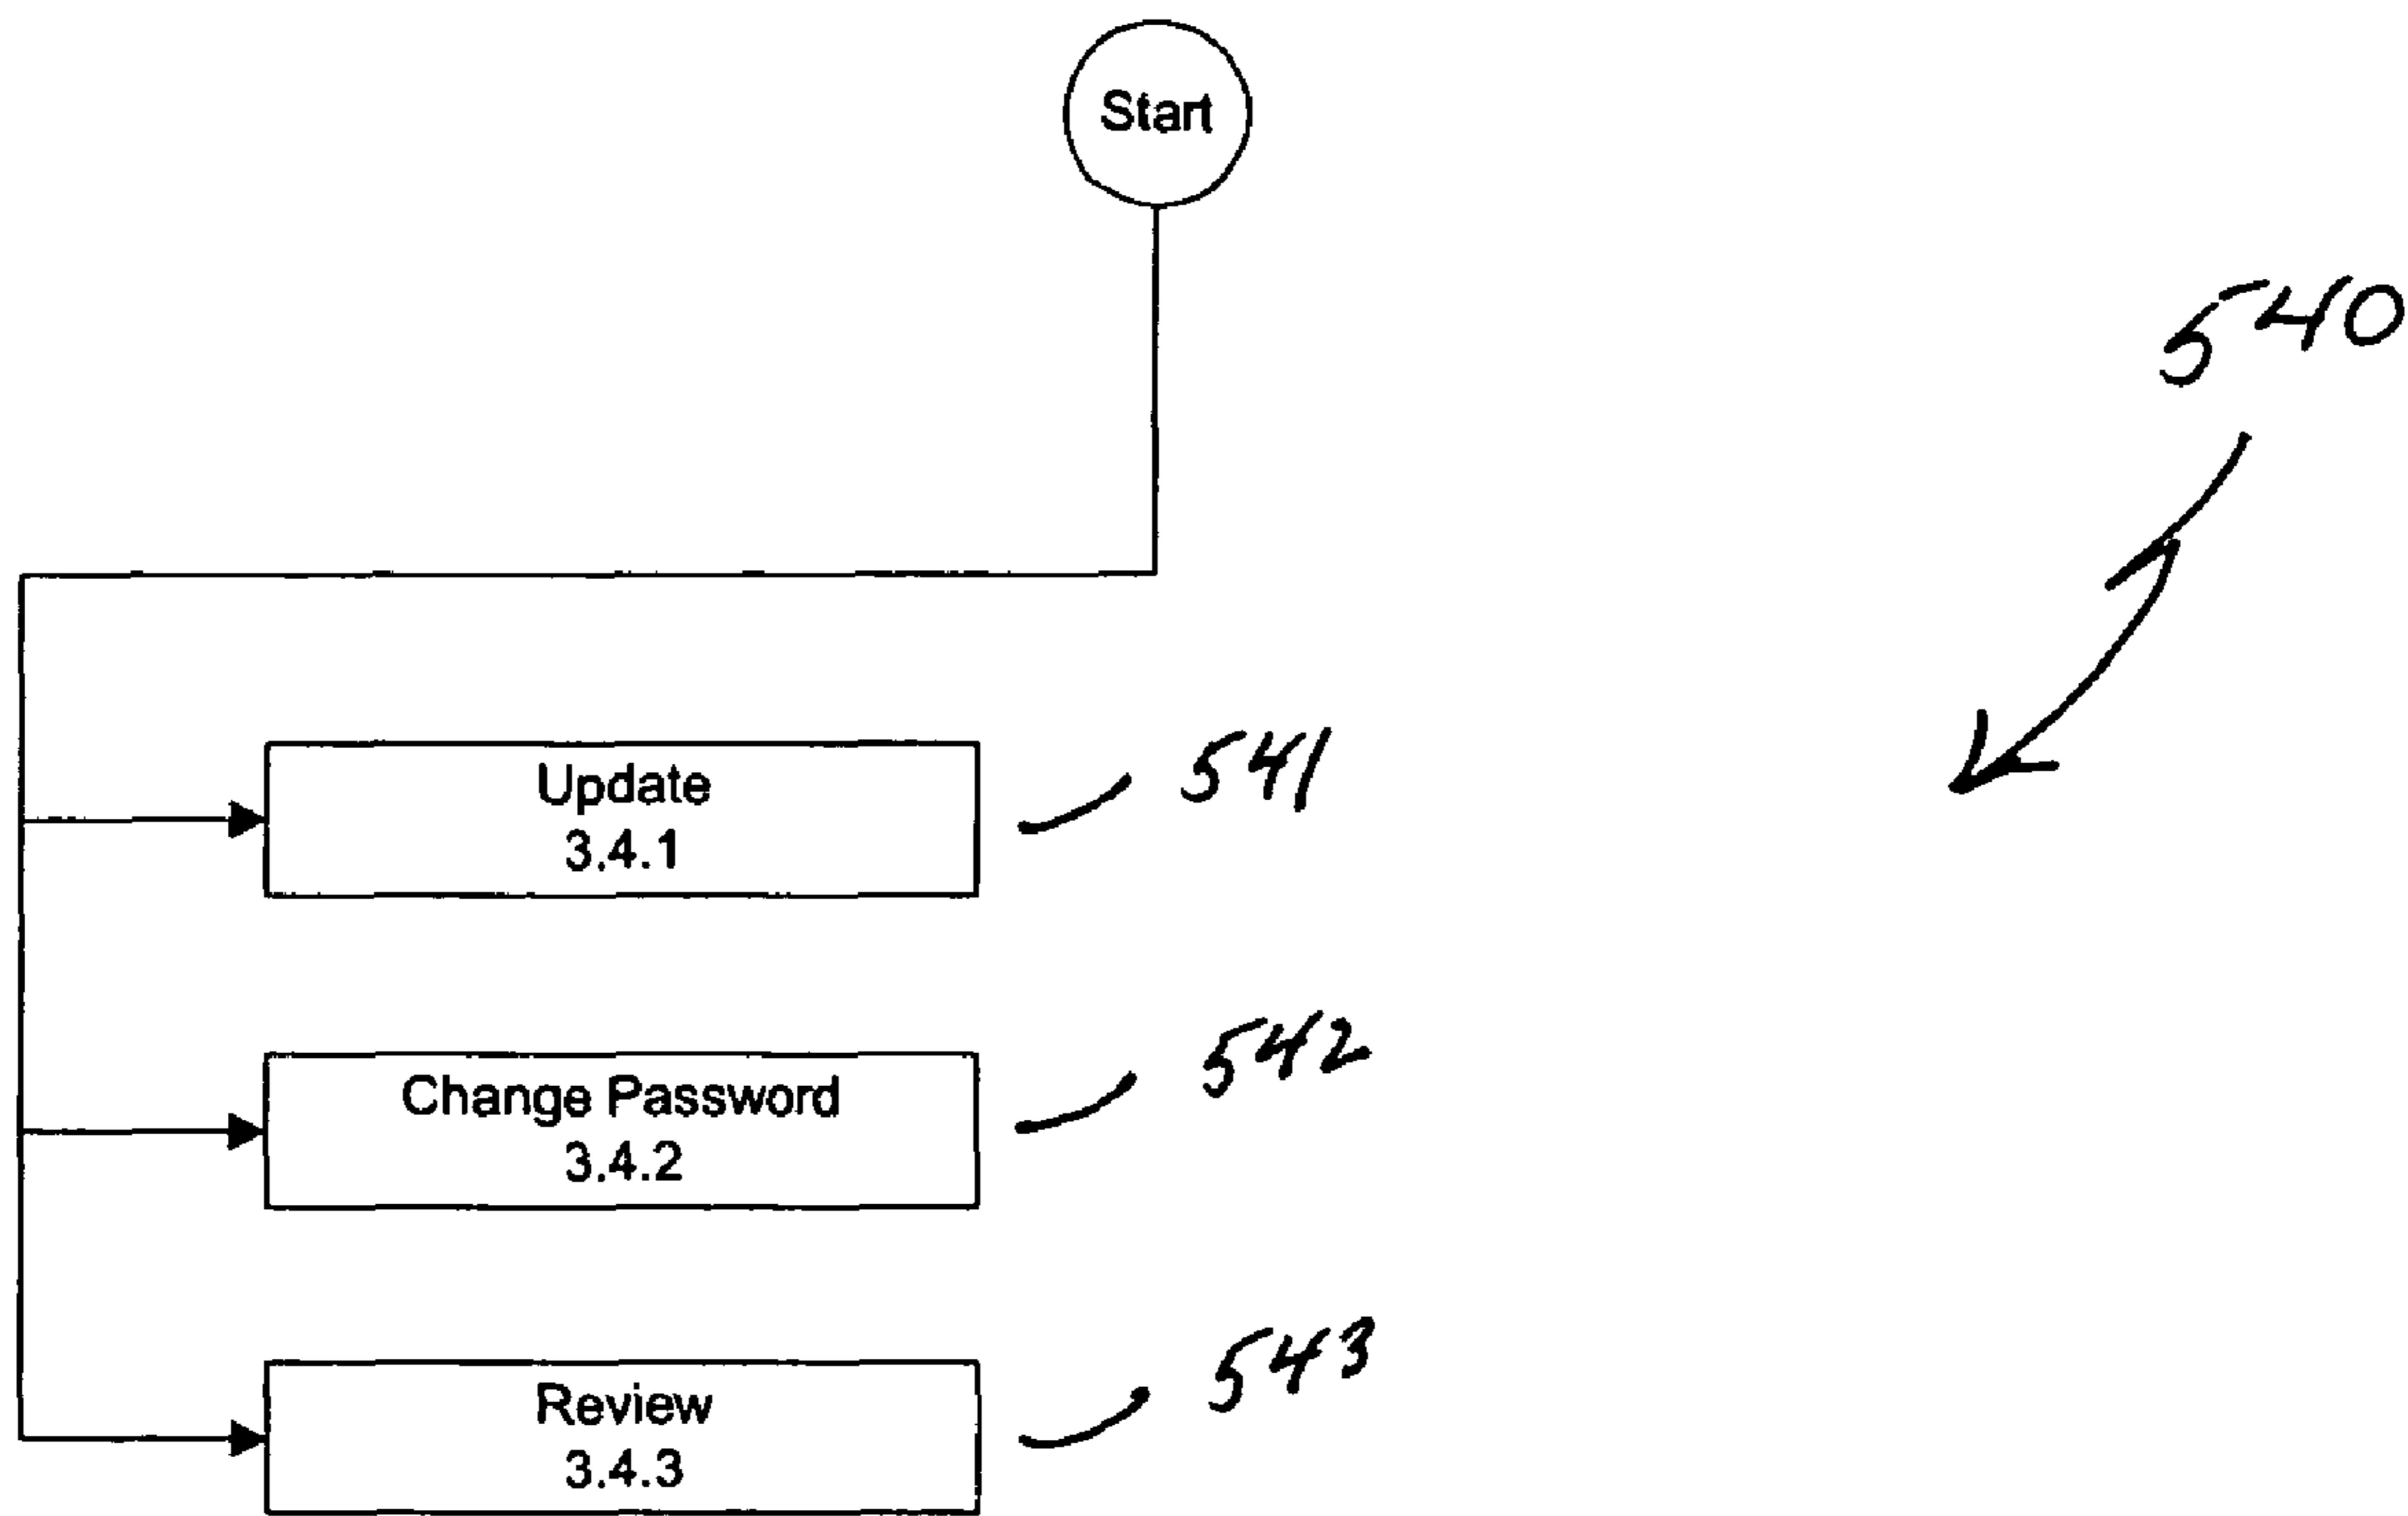 Start
540
Update
3.4.1
541
Change Password
3.4.2
542
Review
3.4.3
543